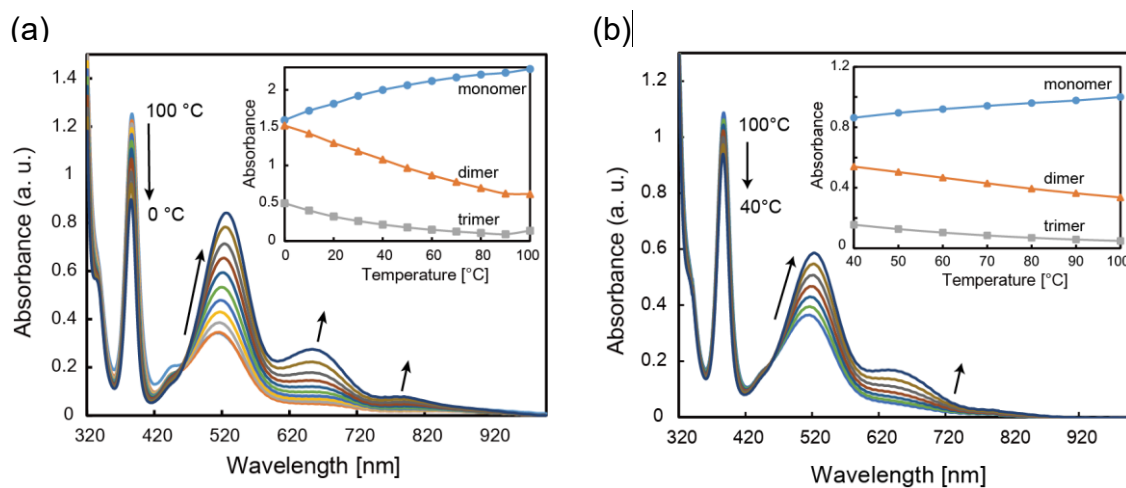 (a)
1.4
1.2
1
0.8
0.6
0.4
0.2
0
Absorbance (a. u.)
320 420 520 620 720 820 920
Wavelength [nm]
100 °C
0 °C
2
1.5
1
0.5
0
Absorbance
monomer
dimer
trimer
0 20 40 60 80 100
Temperature [°C]
(b)
1.2
1
0.8
0.6
0.4
0.2
0
Absorbance (a. u.)
320 420 520 620 720 820 920
Wavelength [nm]
100°C
40°C
1.2
0.8
0.4
0
Absorbance
monomer
dimer
trimer
40 50 60 70 80 90 100
Temperature [°C]